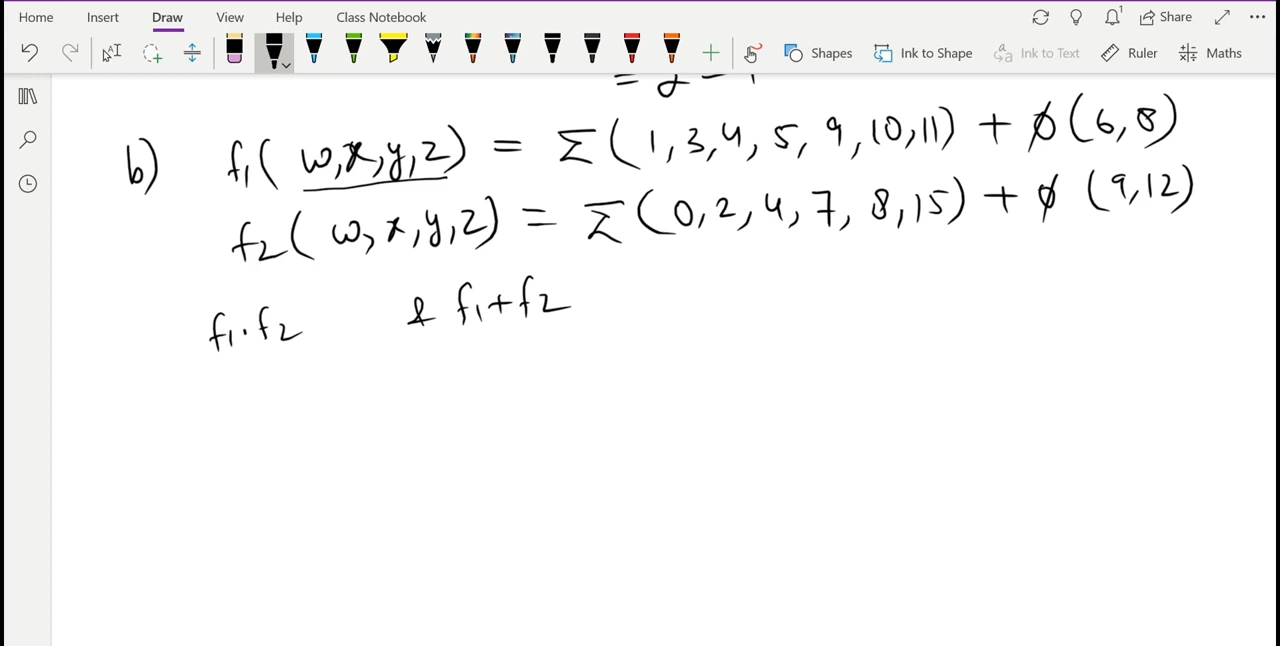 Home Insert Draw View Help Class Notebook 1 Share
Shapes Ink to Shape Ink to Text Ruler Maths
b) f₁( w,x,y,z) = Σ(1,3,4,5,9,10,11) + ϕ(6,8)
f₂( w,x,y,z) = Σ(0,2,4,7,8,15) + ϕ (9,12)
f₁·f₂ & f₁+f₂